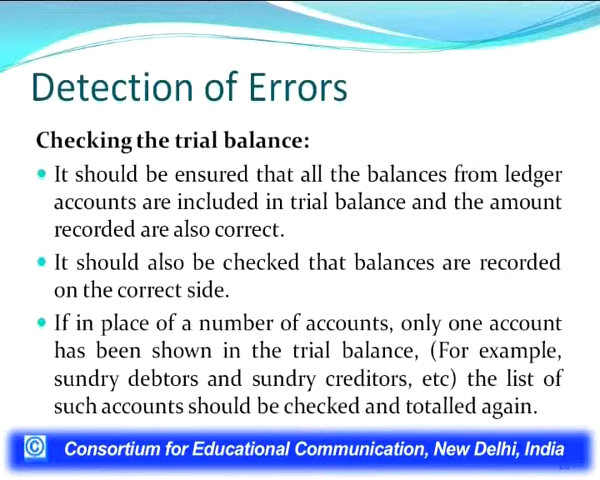 Detection of Errors
Checking the trial balance:
• It should be ensured that all the balances from ledger
accounts are included in trial balance and the amount
recorded are also correct.
• It should also be checked that balances are recorded
on the correct side.
• If in place of a number of accounts, only one account
has been shown in the trial balance, (For example,
sundry debtors and sundry creditors, etc) the list of
such accounts should be checked and totalled again.
© Consortium for Educational Communication, New Delhi, India